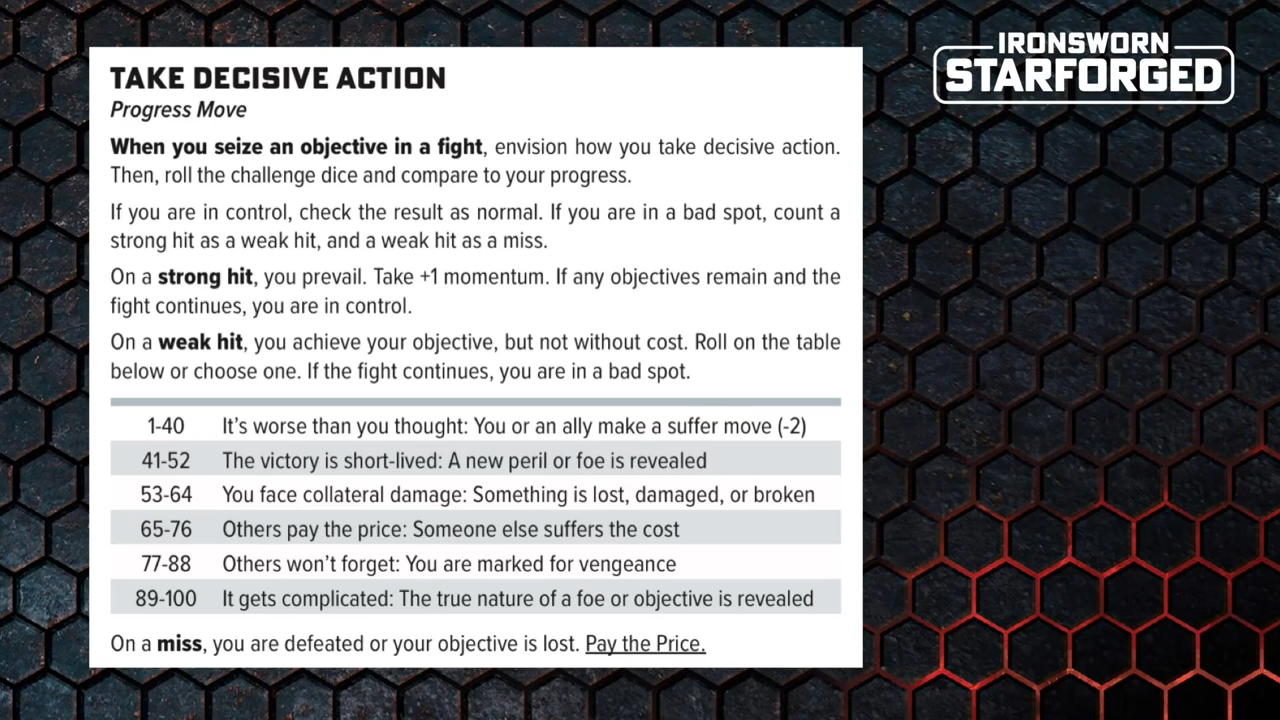 IRONSWORN
STARFORGED
TAKE DECISIVE ACTION
Progress Move
When you seize an objective in a fight, envision how you take decisive action.
Then, roll the challenge dice and compare to your progress.
If you are in control, check the result as normal. If you are in a bad spot, count a
strong hit as a weak hit, and a weak hit as a miss.
On a strong hit, you prevail. Take +1 momentum. If any objectives remain and the
fight continues, you are in control.
On a weak hit, you achieve your objective, but not without cost. Roll on the table
below or choose one. If the fight continues, you are in a bad spot.
1-40 It's worse than you thought: You or an ally make a suffer move (-2)
41-52 The victory is short-lived: A new peril or foe is revealed
53-64 You face collateral damage: Something is lost, damaged, or broken
65-76 Others pay the price: Someone else suffers the cost
77-88 Others won't forget: You are marked for vengeance
89-100 It gets complicated: The true nature of a foe or objective is revealed
On a miss, you are defeated or your objective is lost. Pay the Price.